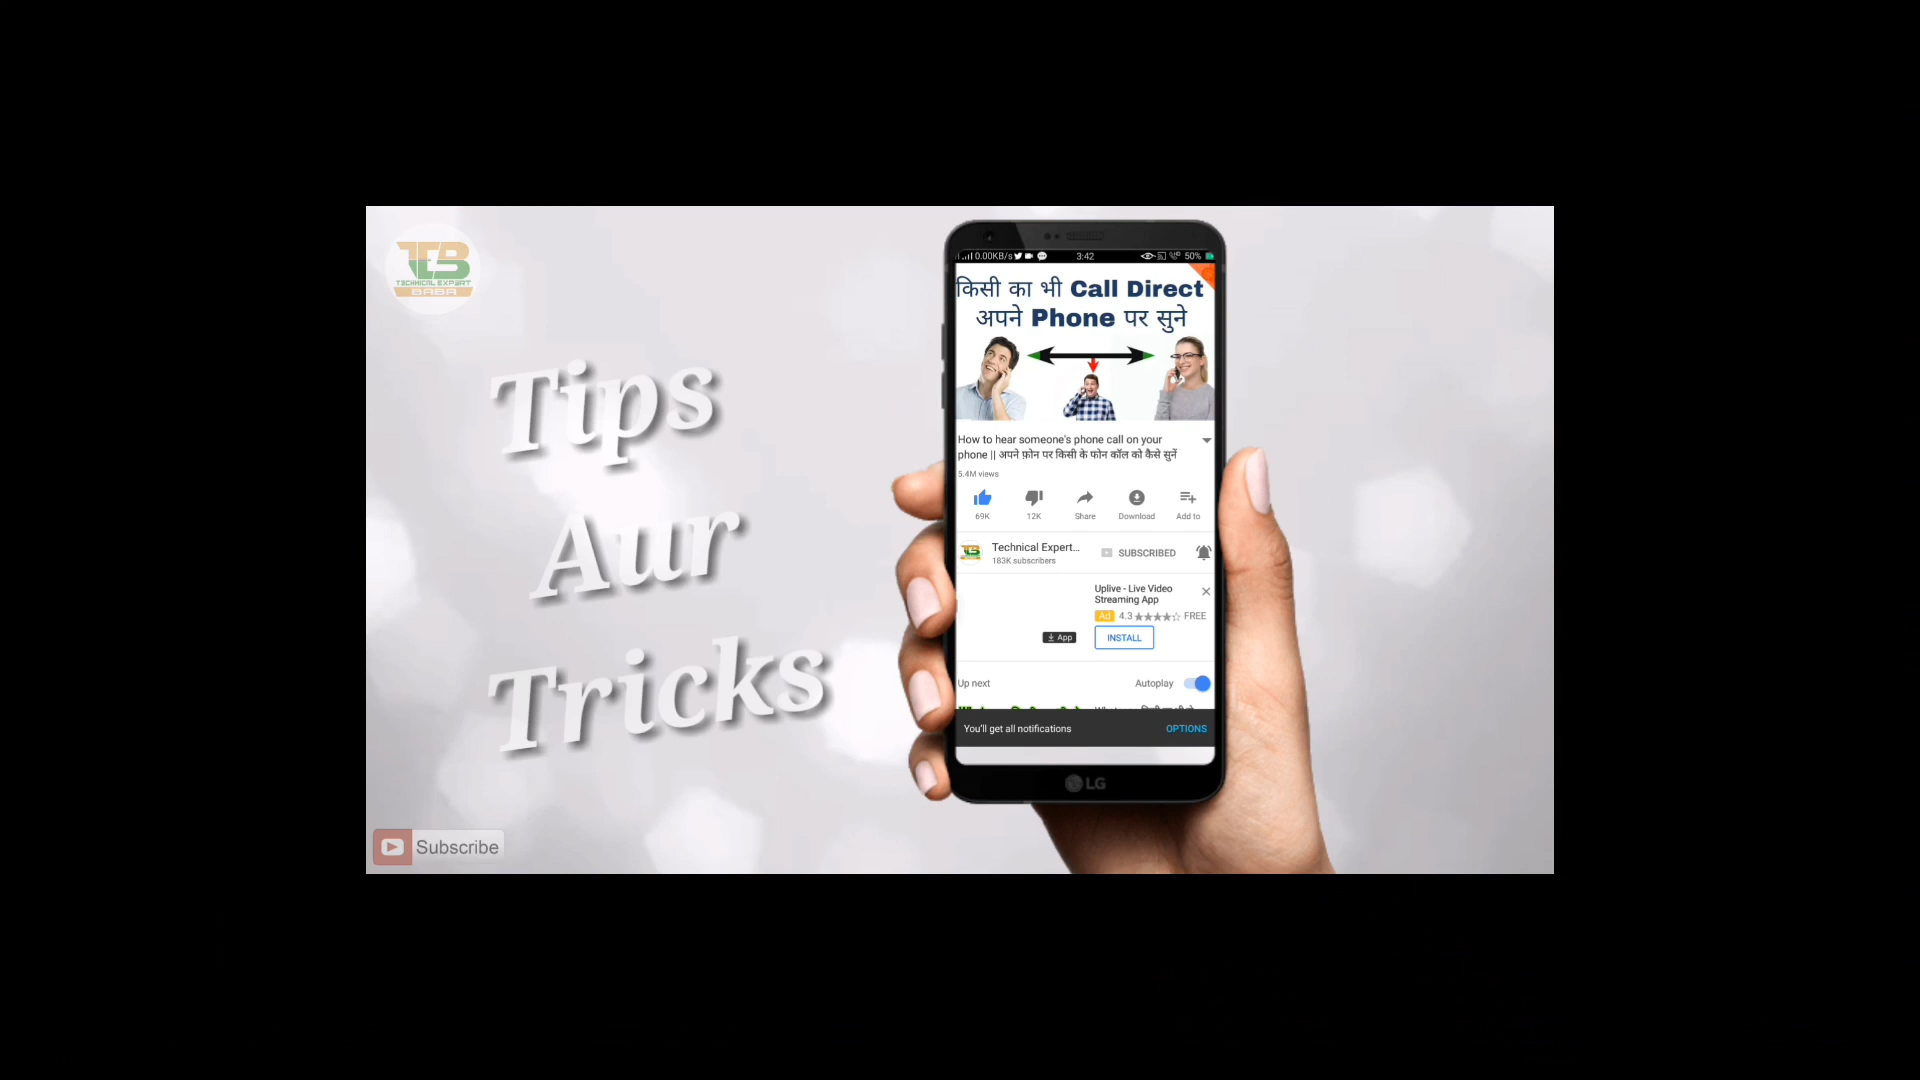 TEB
TECHNICAL EXPERT
BABA
Tips
Aur
Tricks
Subscribe
0.00KB/s
3:42
50%
किसी का भी Call Direct
अपने Phone पर सुने
How to hear someone's phone call on your
phone || अपने फ़ोन पर किसी के फोन कॉल को कैसे सुनें
5.4M views
69K
12K
Share
Download
Add to
Technical Expert...
183K subscribers
SUBSCRIBED
Uplive - Live Video
Streaming App
Ad 4.3 FREE
App
INSTALL
Up next
Autoplay
You'll get all notifications
OPTIONS
LG